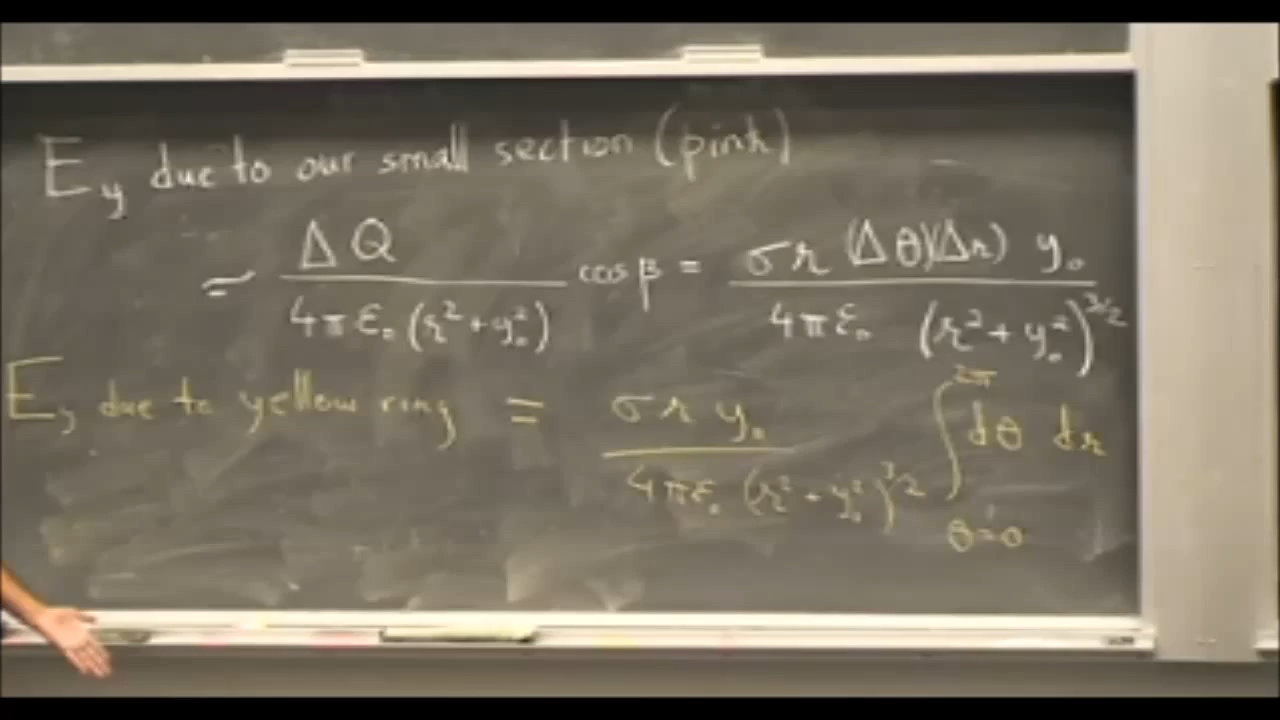 E_y due to our small section (pink)
≃ ΔQ / 4πε₀(r²+y₀²) cosβ = σr(Δθ)(Δr) y₀ / 4πε₀ (r²+y₀²)^3/2
E_y due to yellow ring = σ r y₀ / 4πε₀ (r²+y₀²)^3/2 ∫_{θ=0}^{2π} dθ dr